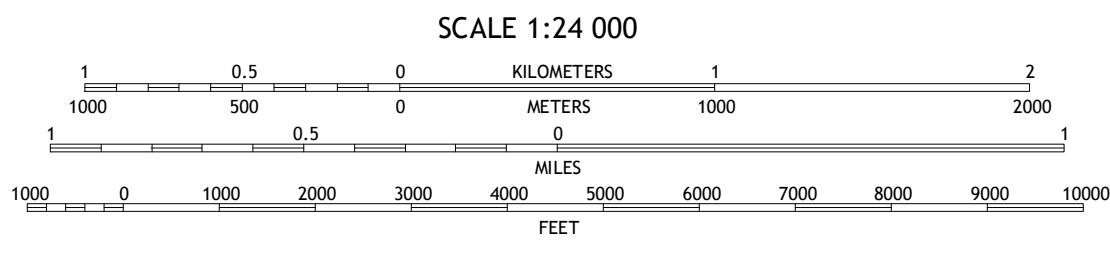 SCALE 1:24 000
1 0.5 0 KILOMETERS 1 2
1000 500 0 METERS 1000 2000
1 0.5 0 1
MILES
1000 0 1000 2000 3000 4000 5000 6000 7000 8000 9000 10000
FEET